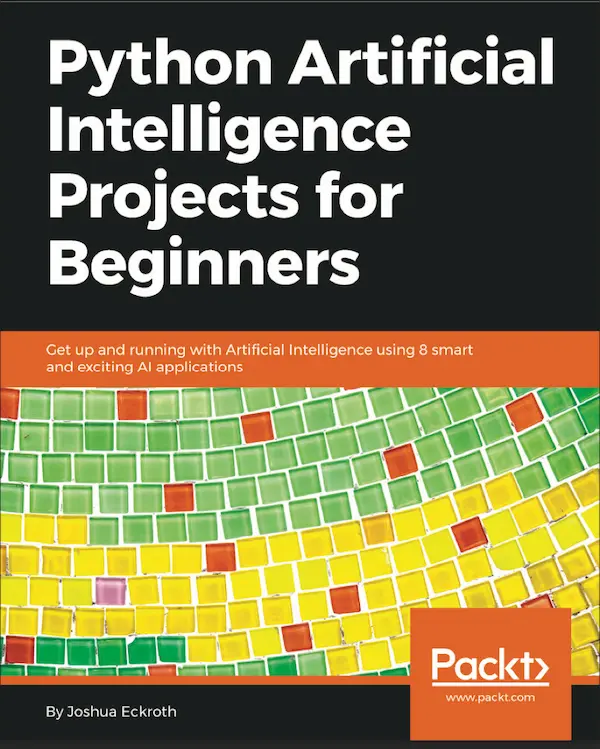 Python Artificial
Intelligence
Projects for
Beginners
Get up and running with Artificial Intelligence using 8 smart
and exciting AI applications
Packt>
www.packt.com
By Joshua Eckroth